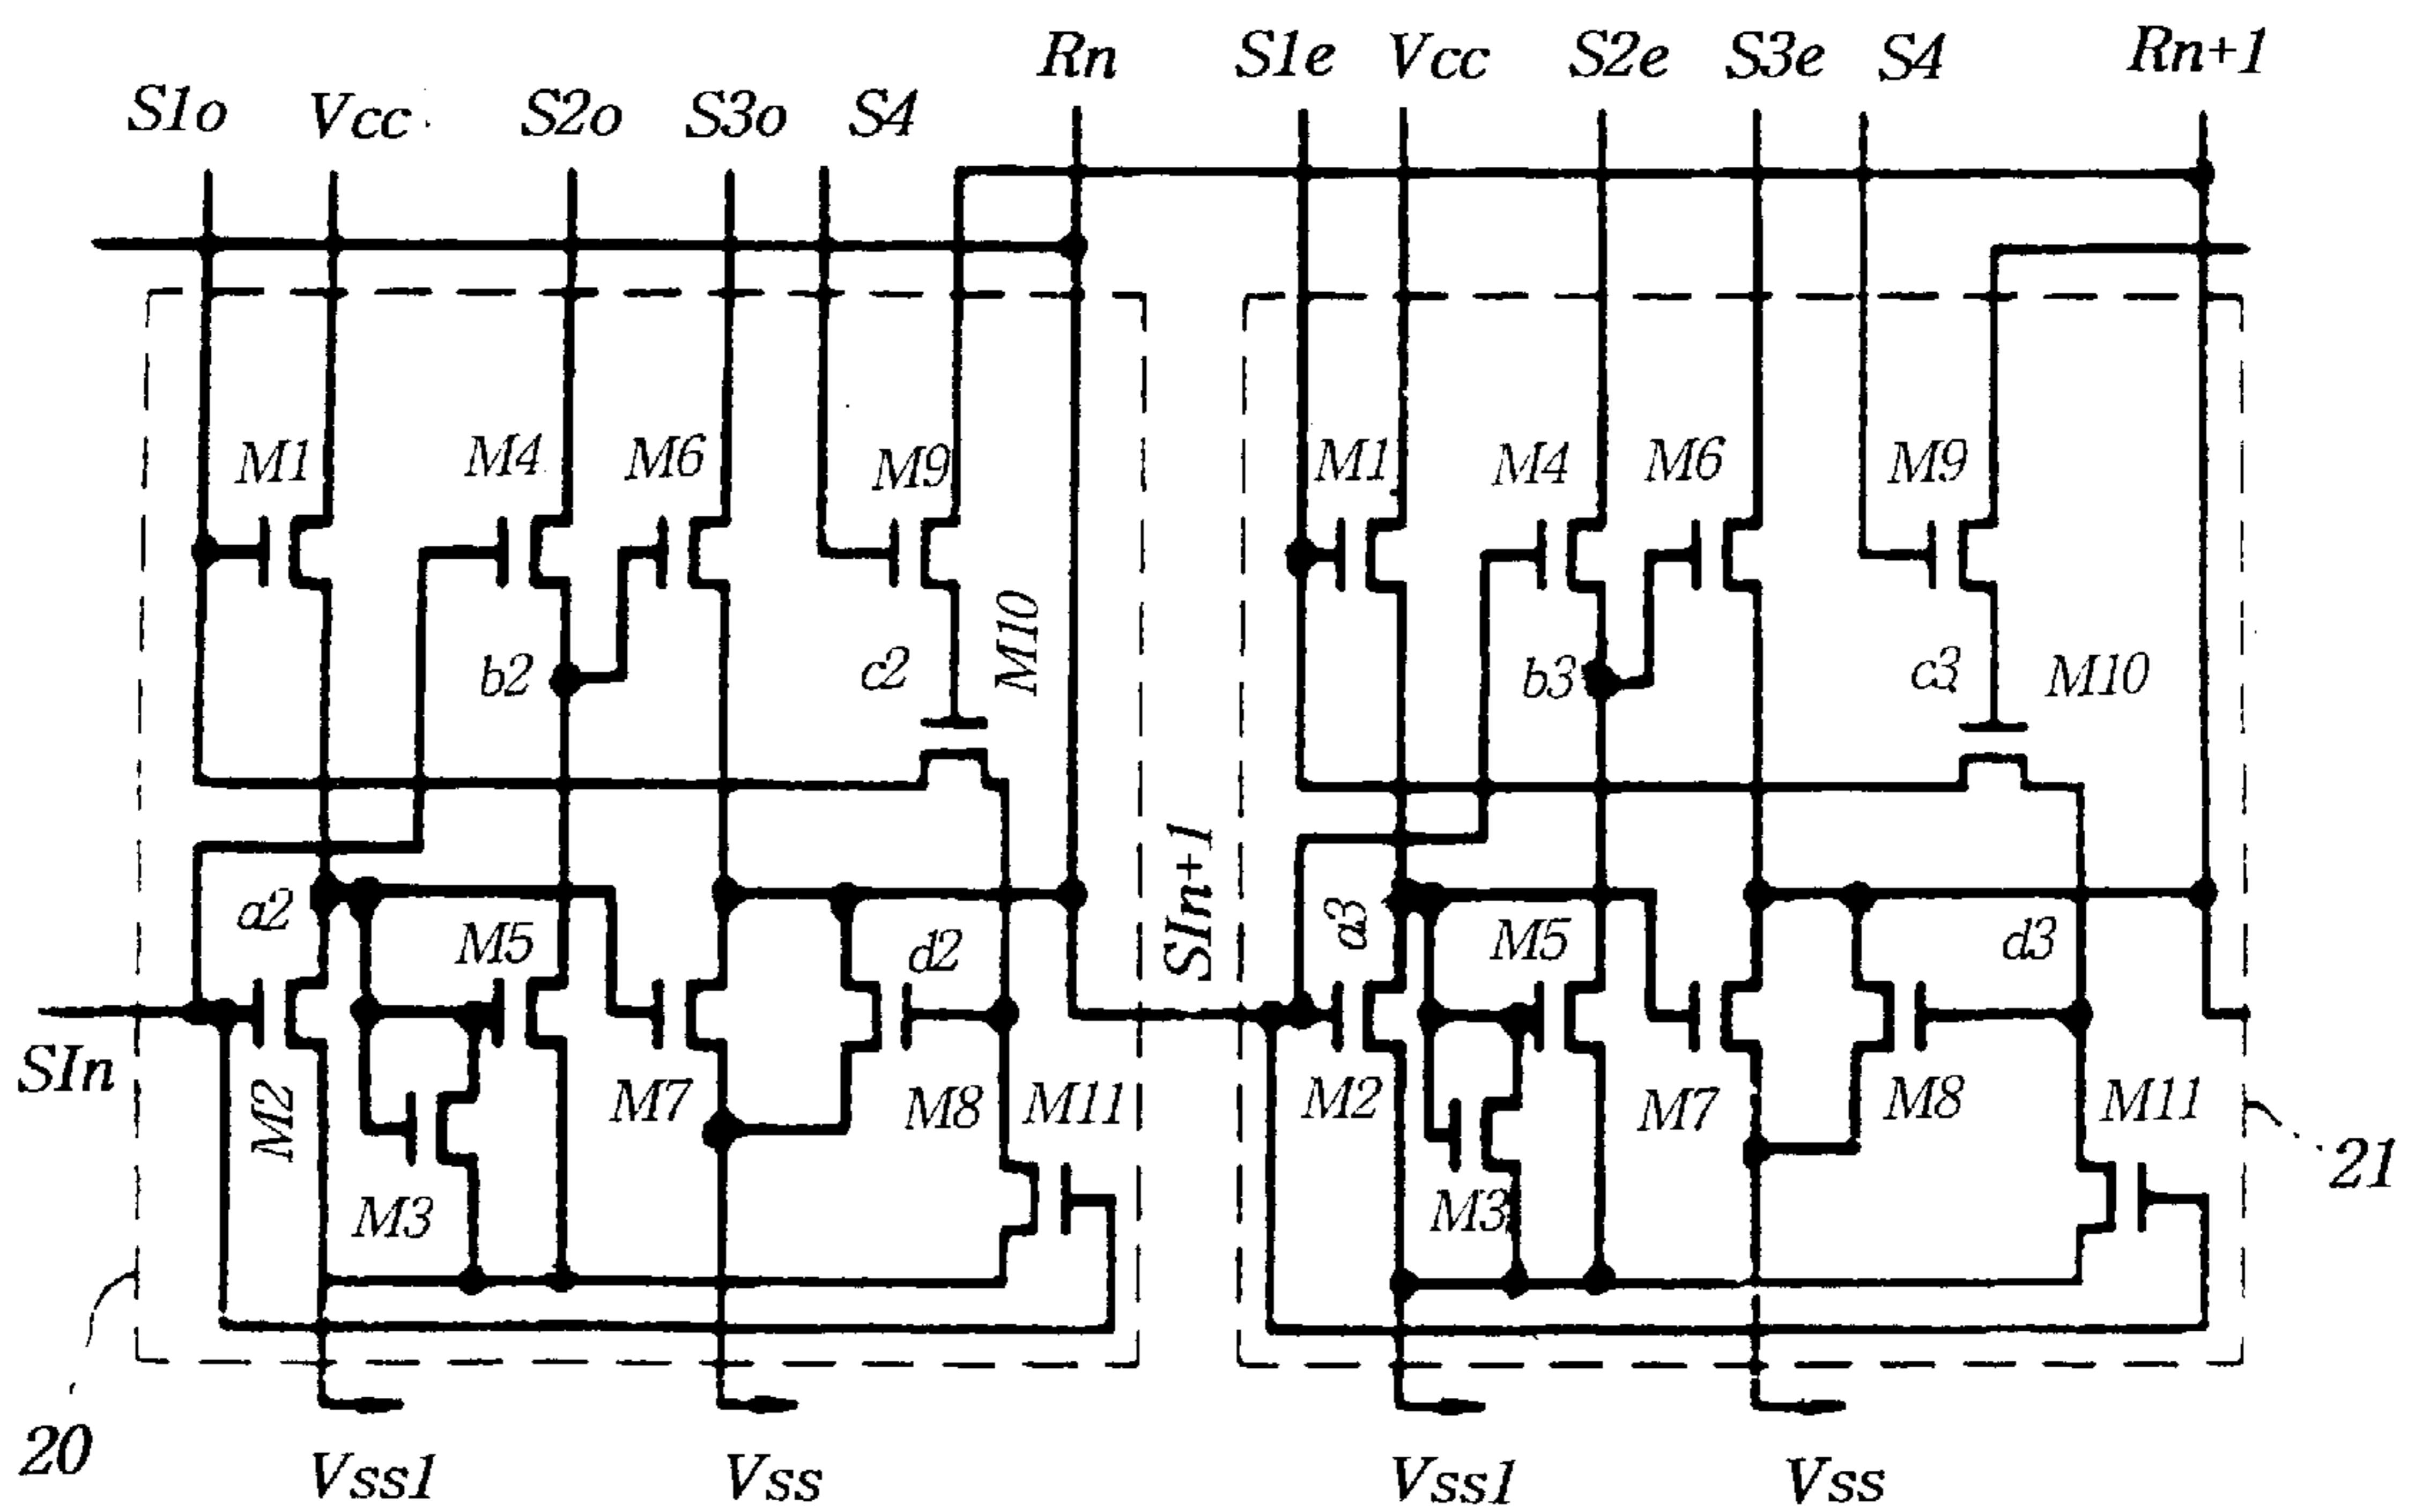 S1o Vcc S2o S3o S4 Rn S1e Vcc S2e S3e S4 Rn+1
M1 M4 M6 M9 M1 M4 M6 M9
b2 c2 M10 b3 c3 M10
a2 M5 d2 SIn+1 a3 M5 d3
SIn M2 M3 M7 M8 M11 M2 M3 M7 M8 M11
20 21
Vss1 Vss Vss1 Vss